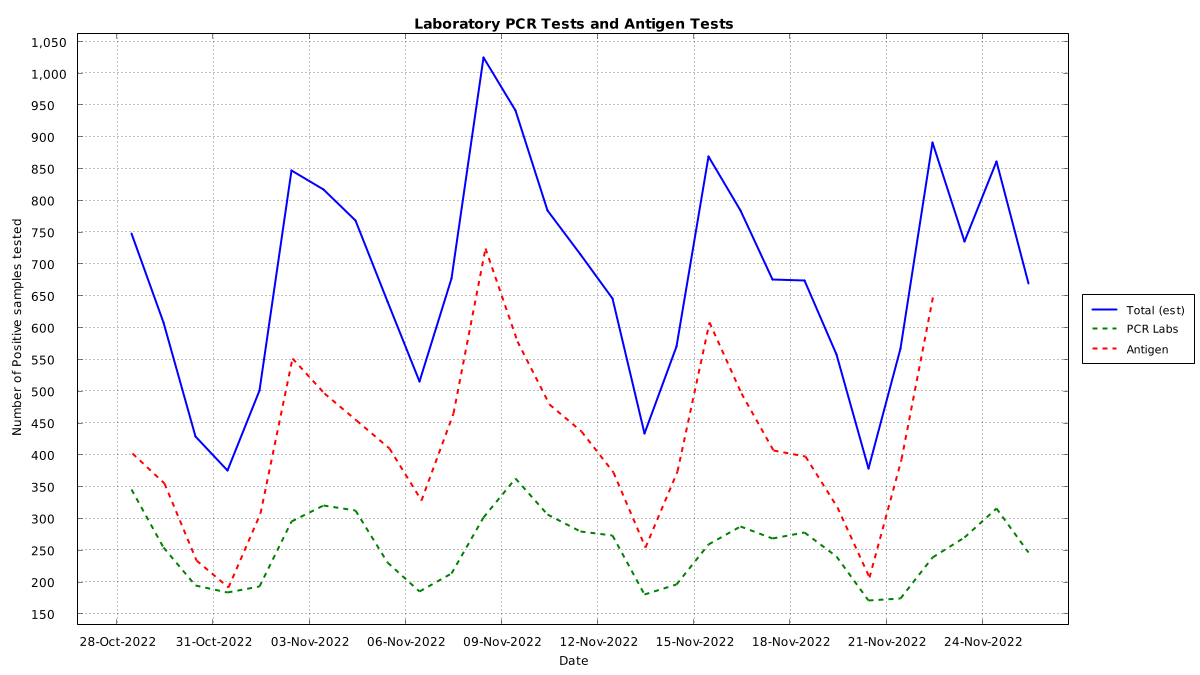 Laboratory PCR Tests and Antigen Tests
Number of Positive samples tested
1,050
1,000
950
900
850
800
750
700
650
600
550
500
450
400
350
300
250
200
150
28-Oct-2022 31-Oct-2022 03-Nov-2022 06-Nov-2022 09-Nov-2022 12-Nov-2022 15-Nov-2022 18-Nov-2022 21-Nov-2022 24-Nov-2022
Date
Total (est)
PCR Labs
Antigen